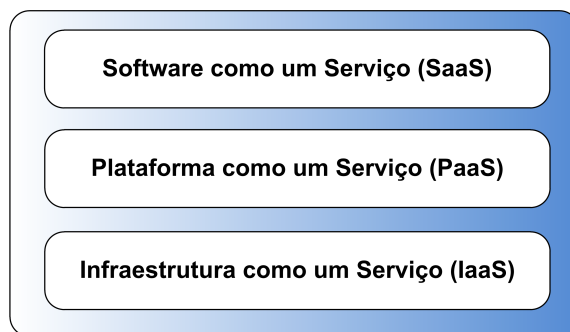 Software como um Serviço (SaaS)
Plataforma como um Serviço (PaaS)
Infraestrutura como um Serviço (IaaS)